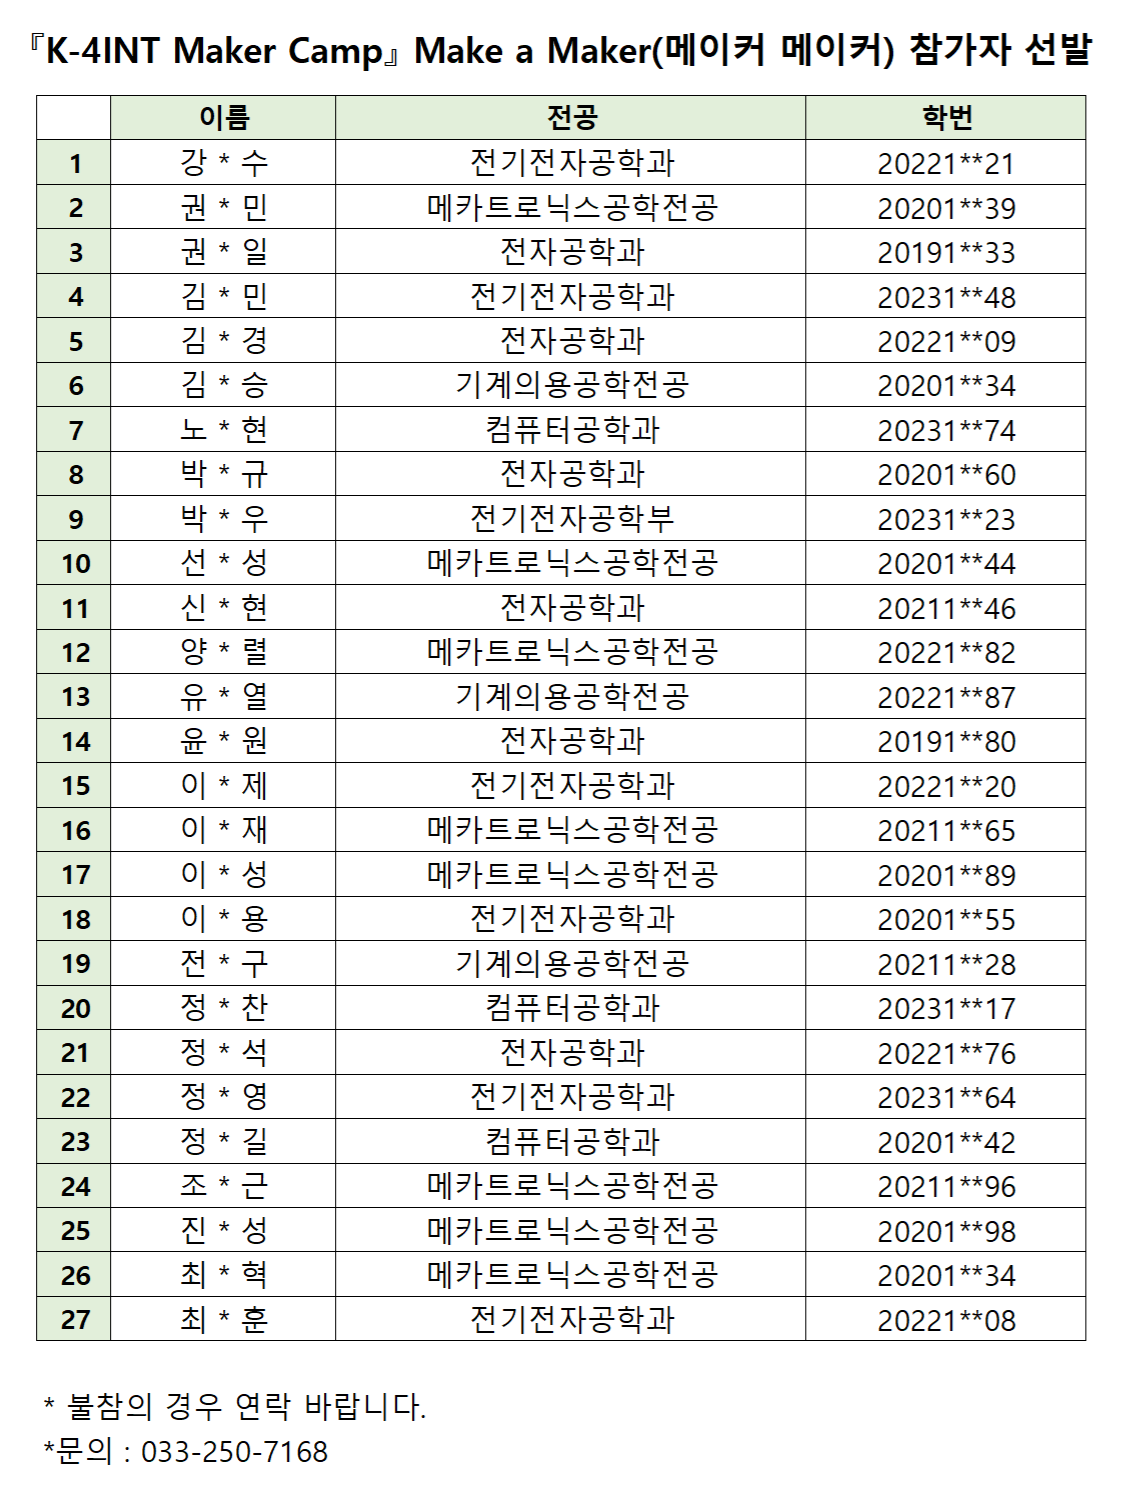 『K-4INT Maker Camp』 Make a Maker(메이커 메이커) 참가자 선발
이름 전공 학번
1 강 * 수 전기전자공학과 20221**21
2 권 * 민 메카트로닉스공학전공 20201**39
3 권 * 일 전자공학과 20191**33
4 김 * 민 전기전자공학과 20231**48
5 김 * 경 전자공학과 20221**09
6 김 * 승 기계의용공학전공 20201**34
7 노 * 현 컴퓨터공학과 20231**74
8 박 * 규 전자공학과 20201**60
9 박 * 우 전기전자공학부 20231**23
10 선 * 성 메카트로닉스공학전공 20201**44
11 신 * 현 전자공학과 20211**46
12 양 * 렬 메카트로닉스공학전공 20221**82
13 유 * 열 기계의용공학전공 20221**87
14 윤 * 원 전자공학과 20191**80
15 이 * 제 전기전자공학과 20221**20
16 이 * 재 메카트로닉스공학전공 20211**65
17 이 * 성 메카트로닉스공학전공 20201**89
18 이 * 용 전기전자공학과 20201**55
19 전 * 구 기계의용공학전공 20211**28
20 정 * 찬 컴퓨터공학과 20231**17
21 정 * 석 전자공학과 20221**76
22 정 * 영 전기전자공학과 20231**64
23 정 * 길 컴퓨터공학과 20201**42
24 조 * 근 메카트로닉스공학전공 20211**96
25 진 * 성 메카트로닉스공학전공 20201**98
26 최 * 혁 메카트로닉스공학전공 20201**34
27 최 * 훈 전기전자공학과 20221**08
* 불참의 경우 연락 바랍니다.
*문의 : 033-250-7168